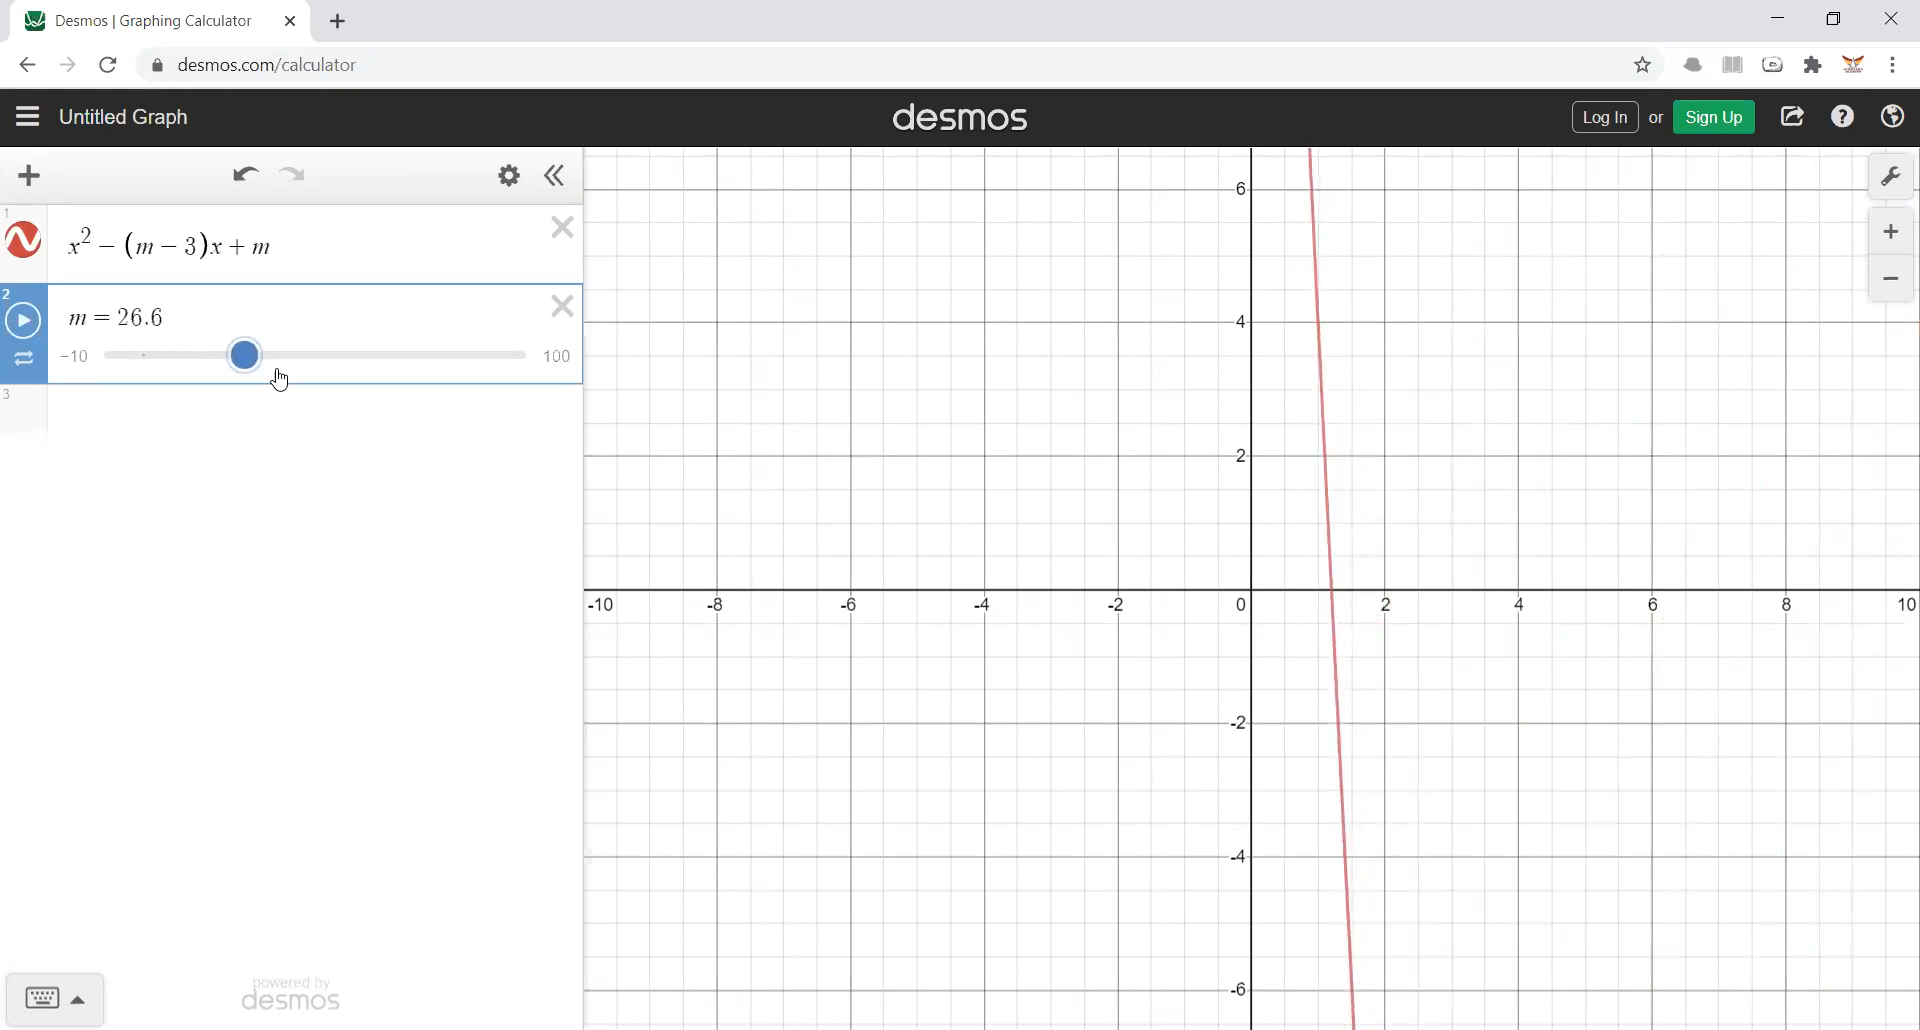 Desmos | Graphing Calculator
desmos.com/calculator
Untitled Graph
desmos
Log In or Sign Up
1
x² − (m − 3)x + m
2
m = 26.6
−10 100
3
powered by
desmos
6
4
2
-10 -8 -6 -4 -2 0 2 4 6 8 10
-2
-4
-6